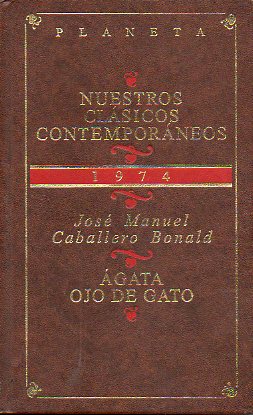 PLANETA
NUESTROS
CLÁSICOS
CONTEMPORÁNEOS
1974
José Manuel
Caballero Bonald
ÁGATA
OJO DE GATO